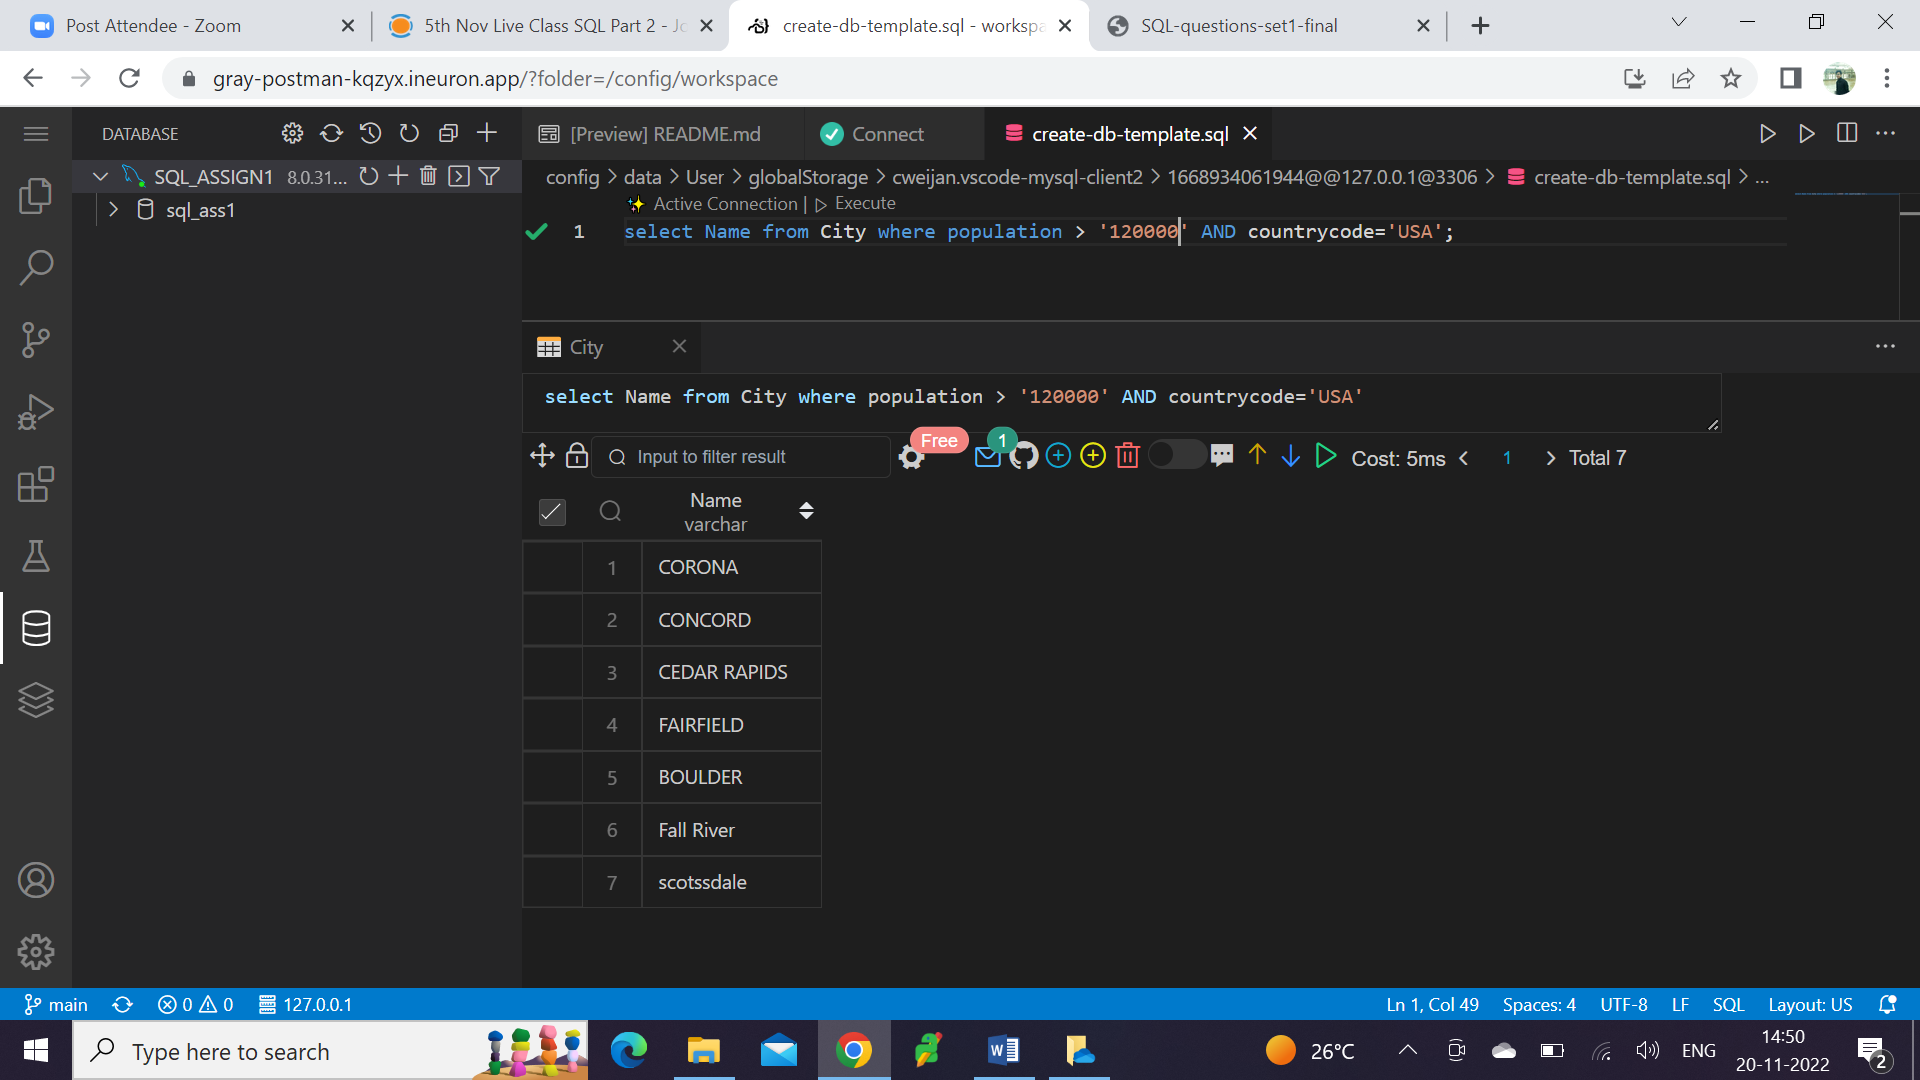 Post Attendee - Zoom
5th Nov Live Class SQL Part 2 - Jo
create-db-template.sql - workspa
SQL-questions-set1-final
gray-postman-kqzyx.ineuron.app/?folder=/config/workspace
DATABASE
[Preview] README.md
Connect
create-db-template.sql
SQL_ASSIGN1 8.0.31...
config > data > User > globalStorage > cweijan.vscode-mysql-client2 > 1668934061944@@127.0.0.1@3306 > create-db-template.sql > ...
sql_ass1
Active Connection | Execute
1 select Name from City where population > '120000' AND countrycode='USA';
City
select Name from City where population > '120000' AND countrycode='USA'
Input to filter result
Free
1
Cost: 5ms < 1 > Total 7
Name
varchar
1 CORONA
2 CONCORD
3 CEDAR RAPIDS
4 FAIRFIELD
5 BOULDER
6 Fall River
7 scotssdale
main 0 0 127.0.0.1
Ln 1, Col 49 Spaces: 4 UTF-8 LF SQL Layout: US
Type here to search
26°C
ENG
14:50
20-11-2022
2